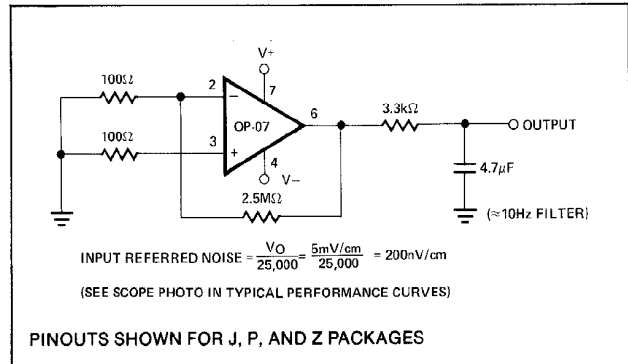 V+
100Ω
2
7
−
6
3.3kΩ
OP-07
OUTPUT
100Ω
3
+
4
V−
4.7μF
2.5MΩ
(≈10Hz FILTER)
INPUT REFERRED NOISE = VO/25,000 = 5mV/cm/25,000 = 200nV/cm
(SEE SCOPE PHOTO IN TYPICAL PERFORMANCE CURVES)
PINOUTS SHOWN FOR J, P, AND Z PACKAGES